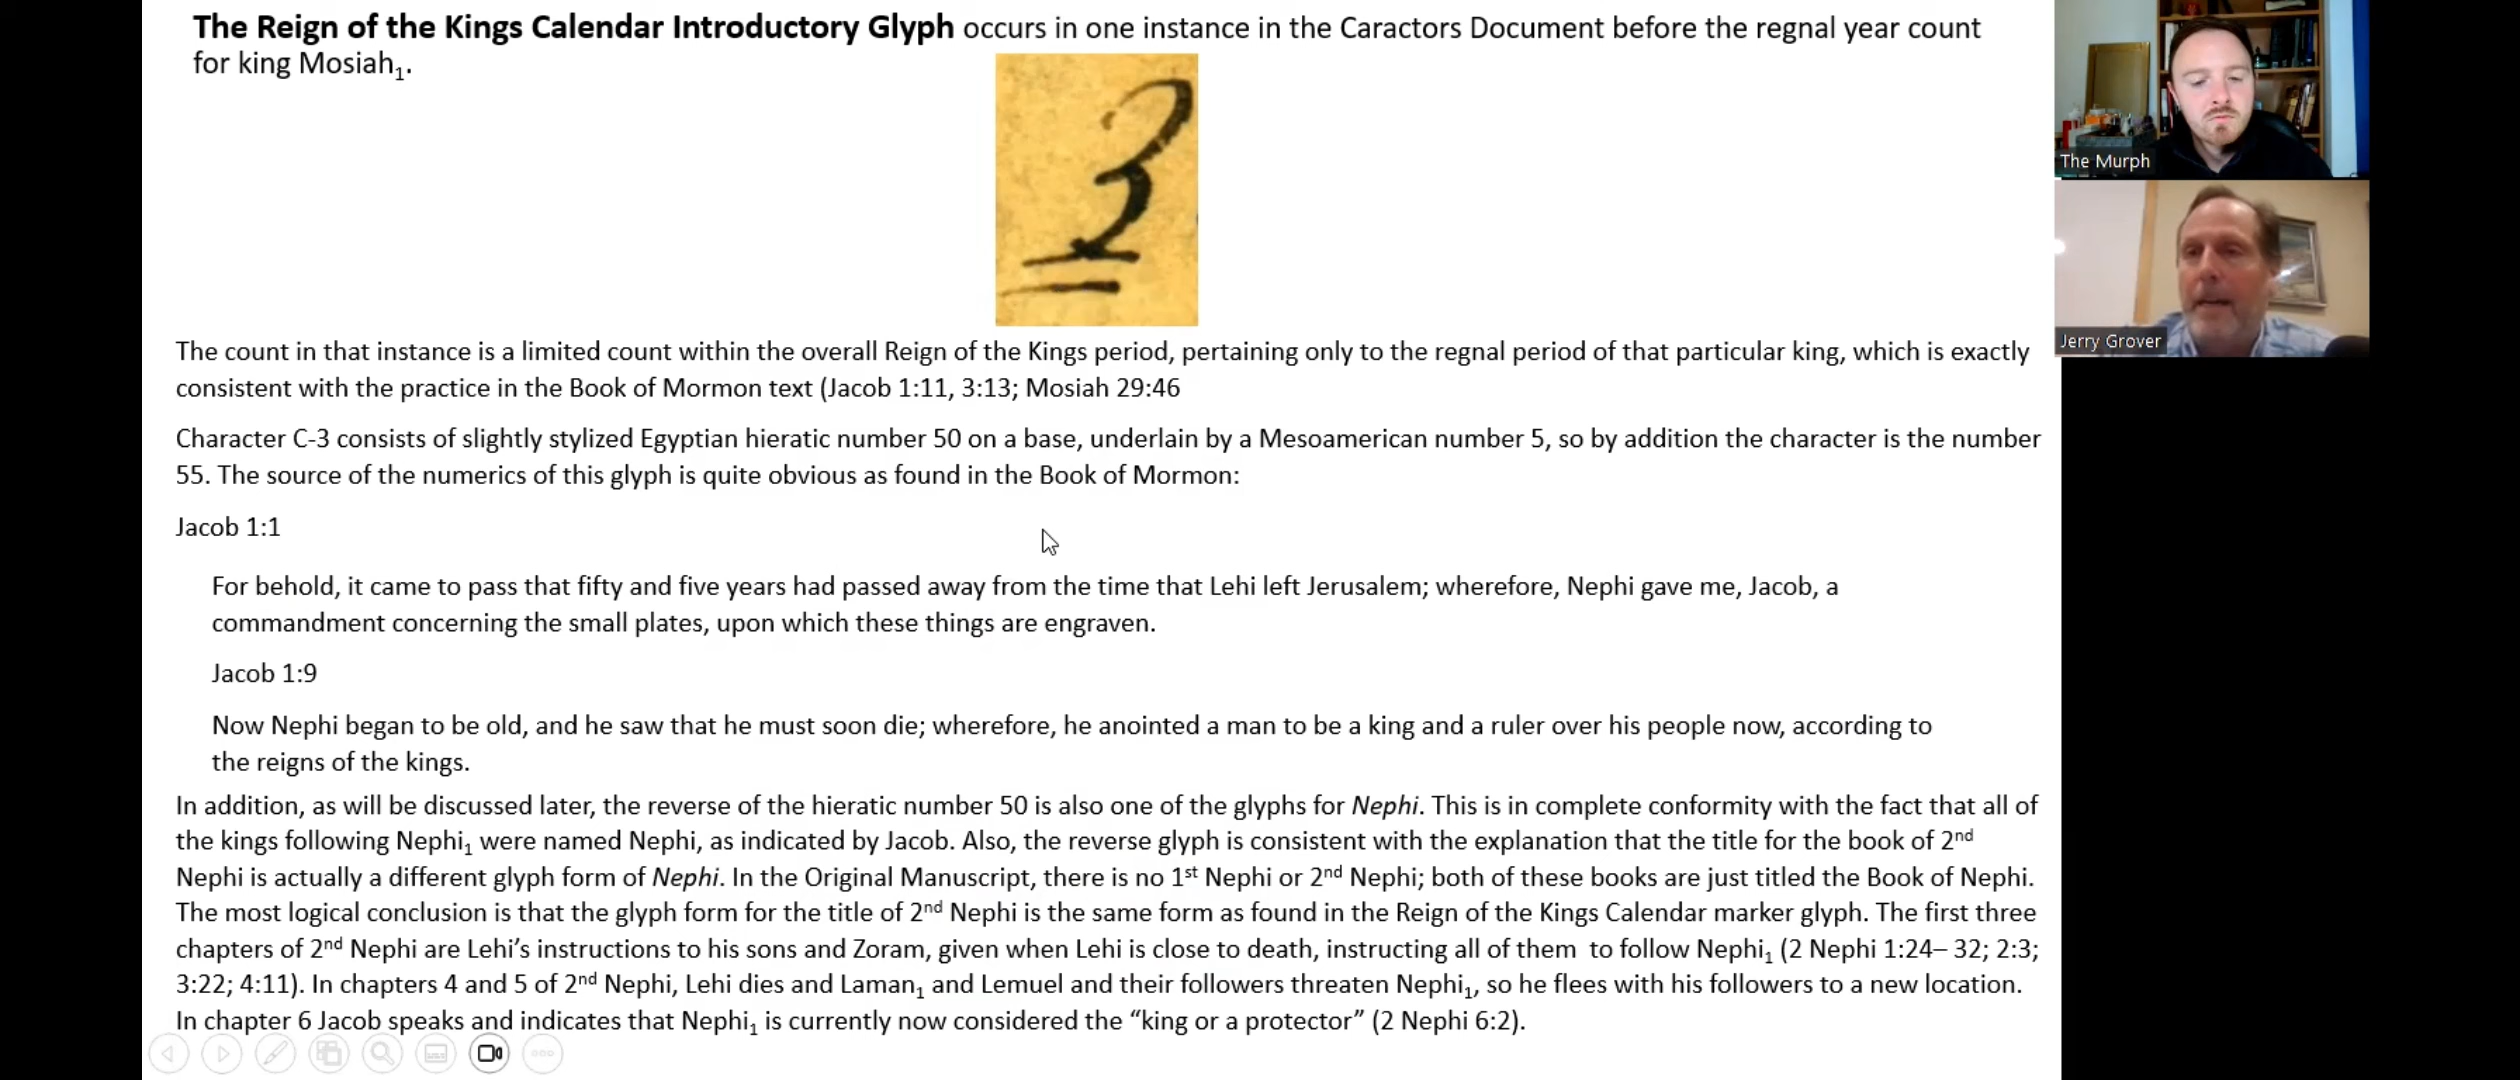 The Reign of the Kings Calendar Introductory Glyph occurs in one instance in the Caractors Document before the regnal year count
for king Mosiah₁.
The count in that instance is a limited count within the overall Reign of the Kings period, pertaining only to the regnal period of that particular king, which is exactly
consistent with the practice in the Book of Mormon text (Jacob 1:11, 3:13; Mosiah 29:46
Character C-3 consists of slightly stylized Egyptian hieratic number 50 on a base, underlain by a Mesoamerican number 5, so by addition the character is the number
55. The source of the numerics of this glyph is quite obvious as found in the Book of Mormon:
Jacob 1:1
For behold, it came to pass that fifty and five years had passed away from the time that Lehi left Jerusalem; wherefore, Nephi gave me, Jacob, a
commandment concerning the small plates, upon which these things are engraven.
Jacob 1:9
Now Nephi began to be old, and he saw that he must soon die; wherefore, he anointed a man to be a king and a ruler over his people now, according to
the reigns of the kings.
In addition, as will be discussed later, the reverse of the hieratic number 50 is also one of the glyphs for Nephi. This is in complete conformity with the fact that all of
the kings following Nephi₁ were named Nephi, as indicated by Jacob. Also, the reverse glyph is consistent with the explanation that the title for the book of 2nd
Nephi is actually a different glyph form of Nephi. In the Original Manuscript, there is no 1st Nephi or 2nd Nephi; both of these books are just titled the Book of Nephi.
The most logical conclusion is that the glyph form for the title of 2nd Nephi is the same form as found in the Reign of the Kings Calendar marker glyph. The first three
chapters of 2nd Nephi are Lehi’s instructions to his sons and Zoram, given when Lehi is close to death, instructing all of them to follow Nephi₁ (2 Nephi 1:24– 32; 2:3;
3:22; 4:11). In chapters 4 and 5 of 2nd Nephi, Lehi dies and Laman₁ and Lemuel and their followers threaten Nephi₁, so he flees with his followers to a new location.
In chapter 6 Jacob speaks and indicates that Nephi₁ is currently now considered the “king or a protector” (2 Nephi 6:2).
The Murph
Jerry Grover